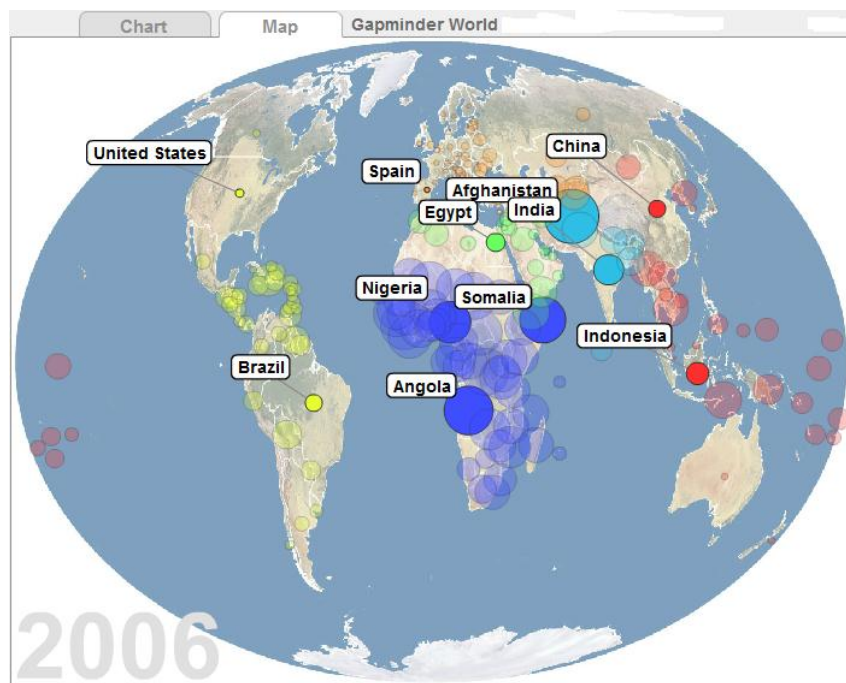 Chart
Map
Gapminder World
United States
China
Spain
Afghanistan
Egypt
India
Nigeria
Somalia
Indonesia
Brazil
Angola
2006